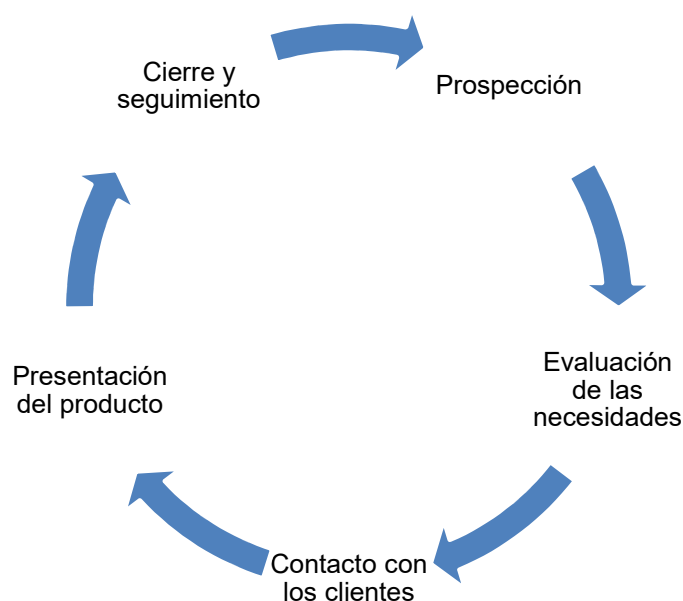 Cierre y
seguimiento
Prospección
Evaluación
de las
necesidades
Contacto con
los clientes
Presentación
del producto